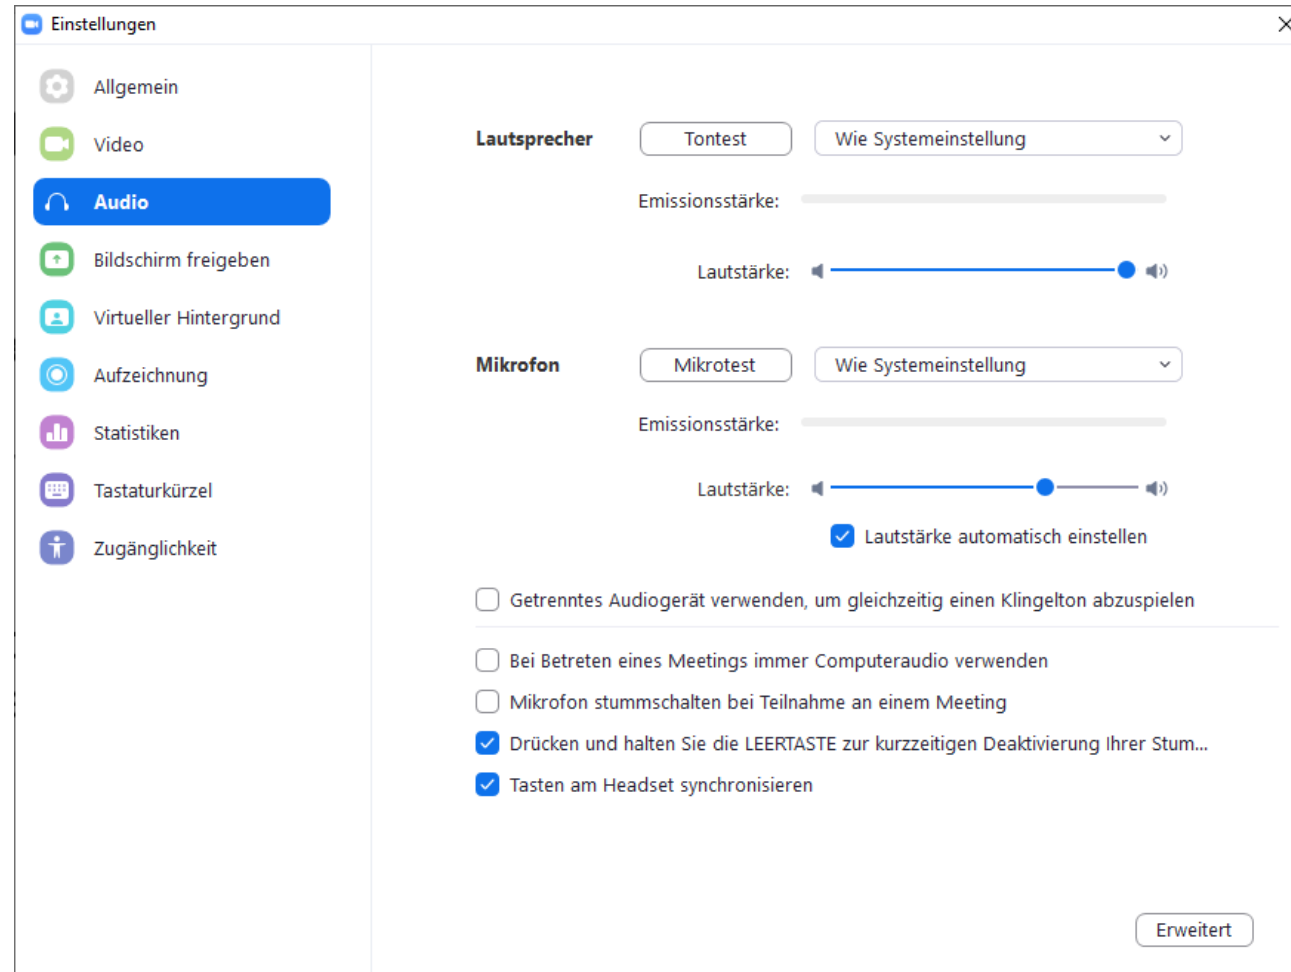 Einstellungen
Allgemein
Video
Audio
Bildschirm freigeben
Virtueller Hintergrund
Aufzeichnung
Statistiken
Tastaturkürzel
Zugänglichkeit
Lautsprecher Tontest Wie Systemeinstellung
Emissionsstärke:
Lautstärke:
Mikrofon Mikrotest Wie Systemeinstellung
Emissionsstärke:
Lautstärke:
Lautstärke automatisch einstellen
Getrenntes Audiogerät verwenden, um gleichzeitig einen Klingelton abzuspielen
Bei Betreten eines Meetings immer Computeraudio verwenden
Mikrofon stummschalten bei Teilnahme an einem Meeting
Drücken und halten Sie die LEERTASTE zur kurzzeitigen Deaktivierung Ihrer Stum...
Tasten am Headset synchronisieren
Erweitert